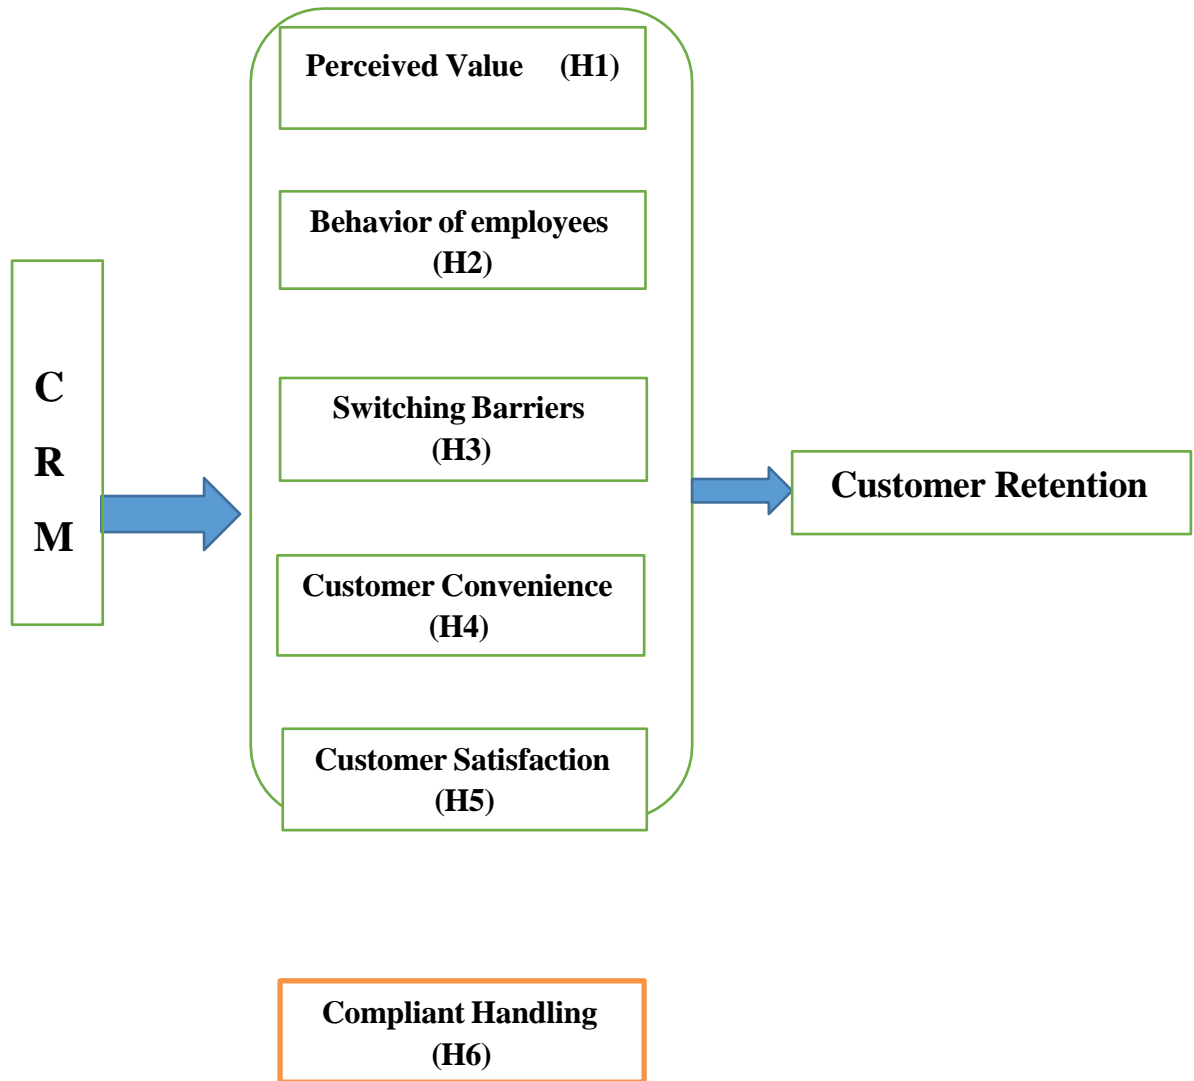 Perceived Value (H1)
Behavior of employees
(H2)
C
R
M
Switching Barriers
(H3)
Customer Retention
Customer Convenience
(H4)
Customer Satisfaction
(H5)
Compliant Handling
(H6)